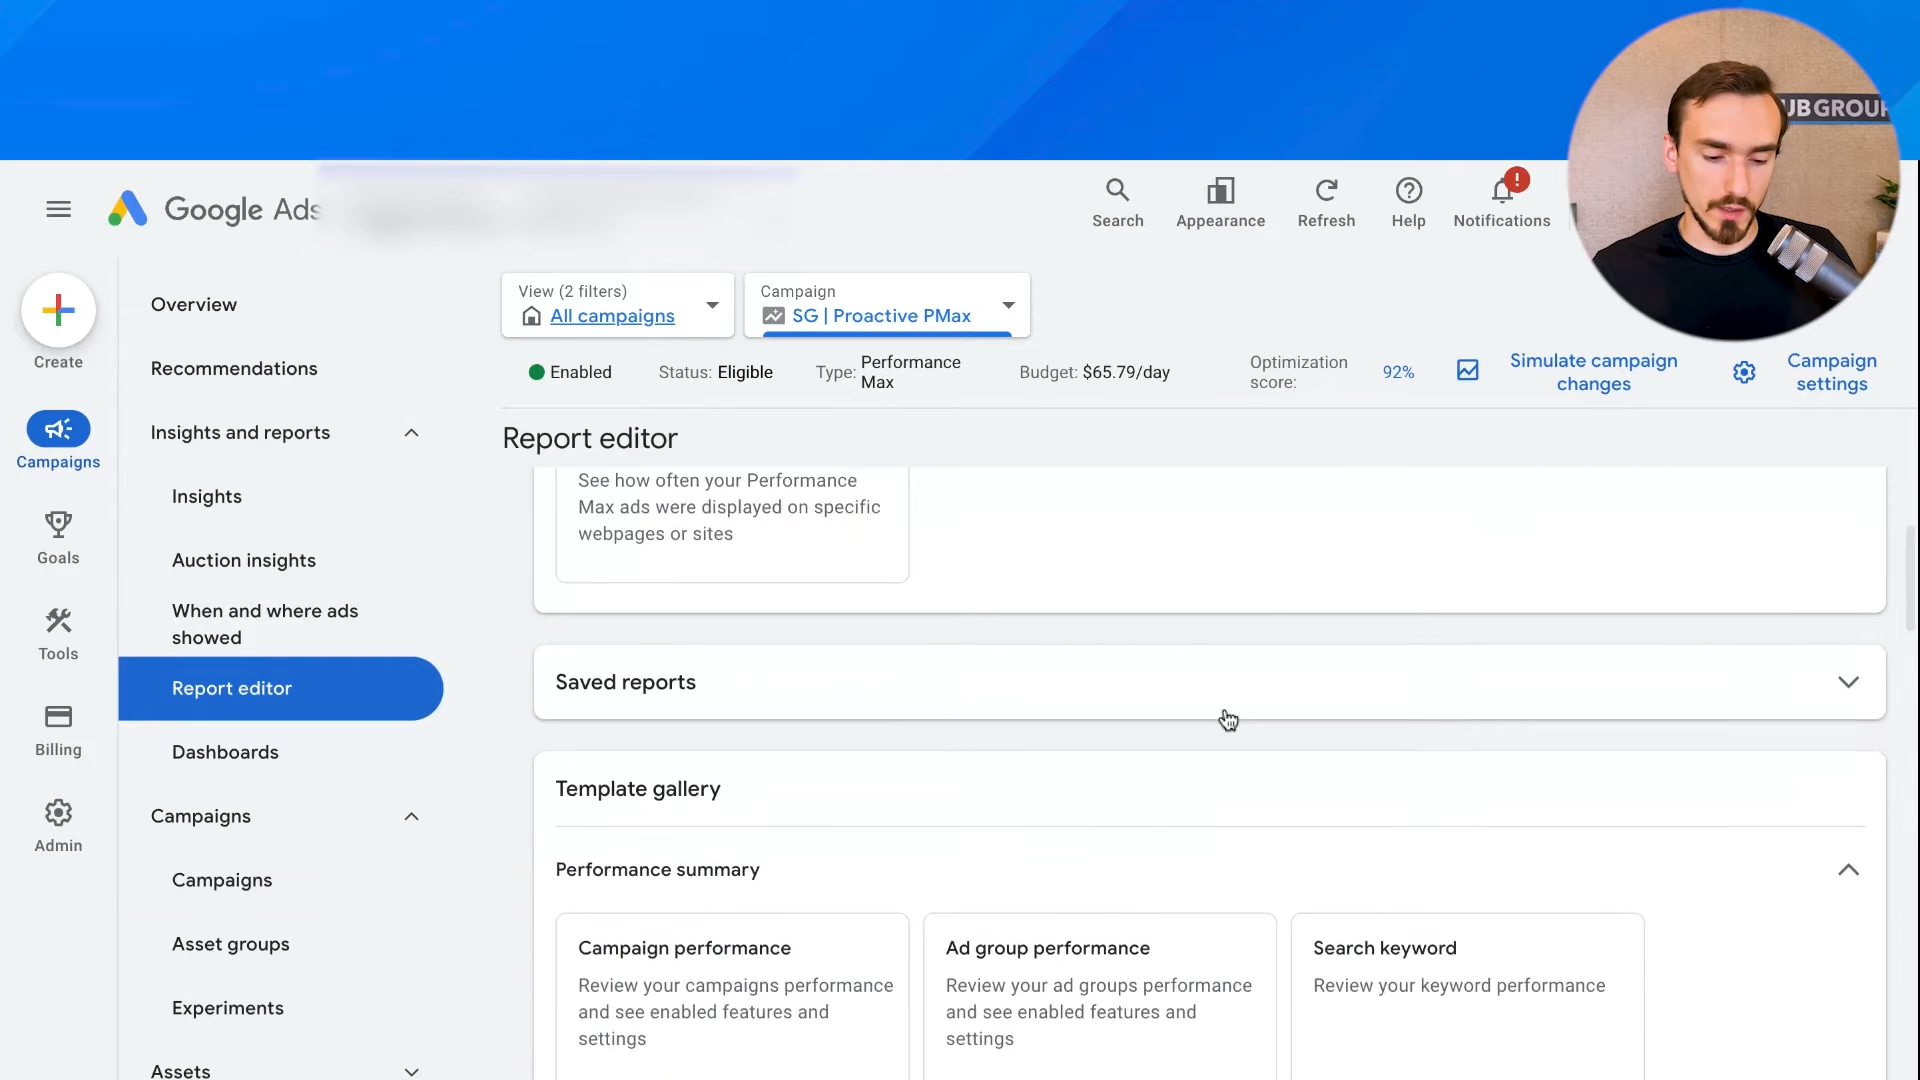 UB GROUP
Google Ads
Search
Appearance
Refresh
Help
!
Notifications
Create
Campaigns
Goals
Tools
Billing
Admin
Overview
Recommendations
Insights and reports
Insights
Auction insights
When and where ads
showed
Report editor
Dashboards
Campaigns
Campaigns
Asset groups
Experiments
Assets
View (2 filters)
All campaigns
Campaign
SG | Proactive PMax
Enabled
Status: Eligible
Type: Performance
Max
Budget: $65.79/day
Optimization
score:
92%
Simulate campaign
changes
Campaign
settings
Report editor
See how often your Performance
Max ads were displayed on specific
webpages or sites
Saved reports
Template gallery
Performance summary
Campaign performance
Review your campaigns performance
and see enabled features and
settings
Ad group performance
Review your ad groups performance
and see enabled features and
settings
Search keyword
Review your keyword performance